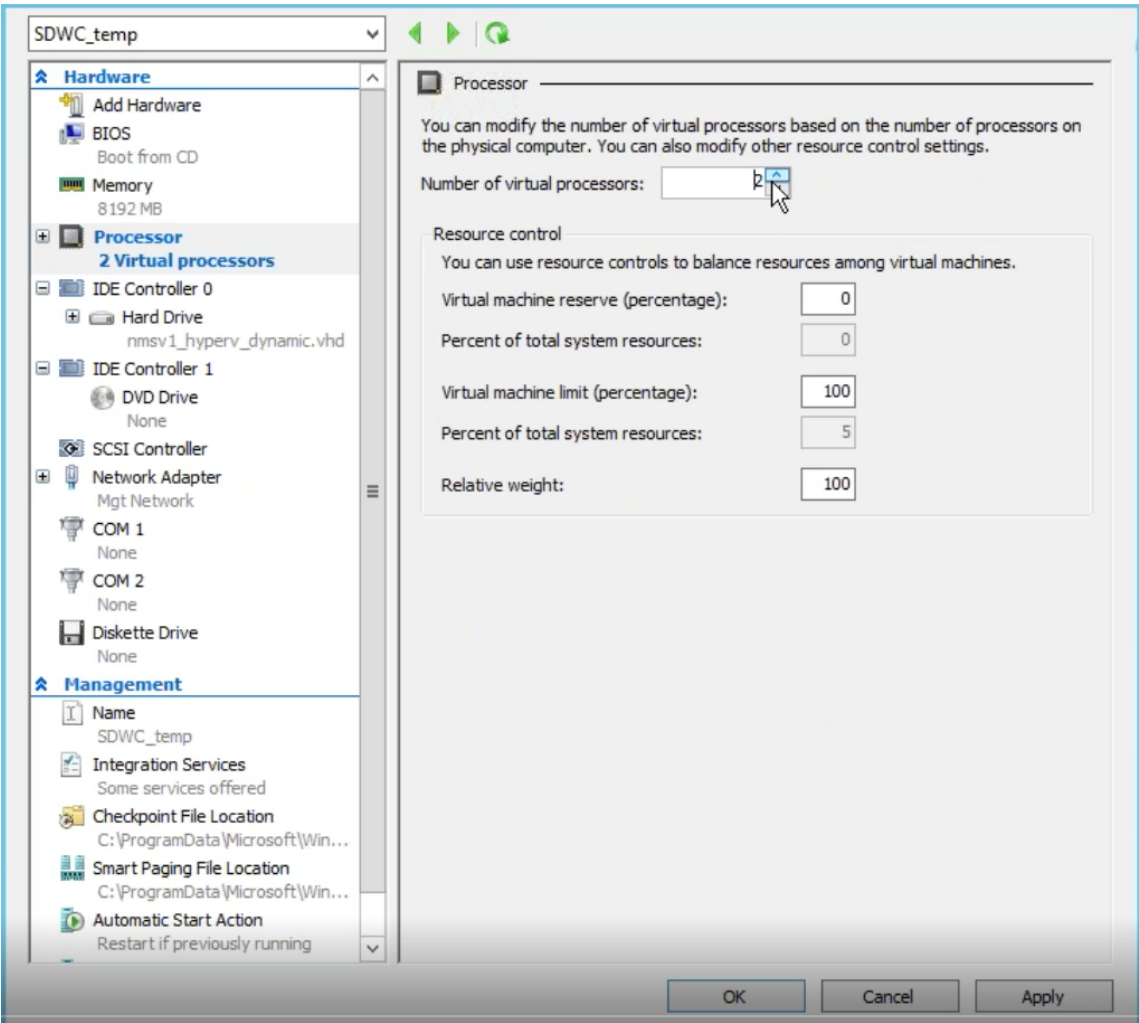 SDWC_temp
Hardware
Add Hardware
BIOS
Boot from CD
Memory
8192 MB
Processor
2 Virtual processors
IDE Controller 0
Hard Drive
nmsv1_hyperv_dynamic.vhd
IDE Controller 1
DVD Drive
None
SCSI Controller
Network Adapter
Mgt Network
COM 1
None
COM 2
None
Diskette Drive
None
Management
Name
SDWC_temp
Integration Services
Some services offered
Checkpoint File Location
C:\ProgramData\Microsoft\Win...
Smart Paging File Location
C:\ProgramData\Microsoft\Win...
Automatic Start Action
Restart if previously running
Processor
You can modify the number of virtual processors based on the number of processors on
the physical computer. You can also modify other resource control settings.
Number of virtual processors: 2
Resource control
You can use resource controls to balance resources among virtual machines.
Virtual machine reserve (percentage): 0
Percent of total system resources: 0
Virtual machine limit (percentage): 100
Percent of total system resources: 5
Relative weight: 100
OK Cancel Apply